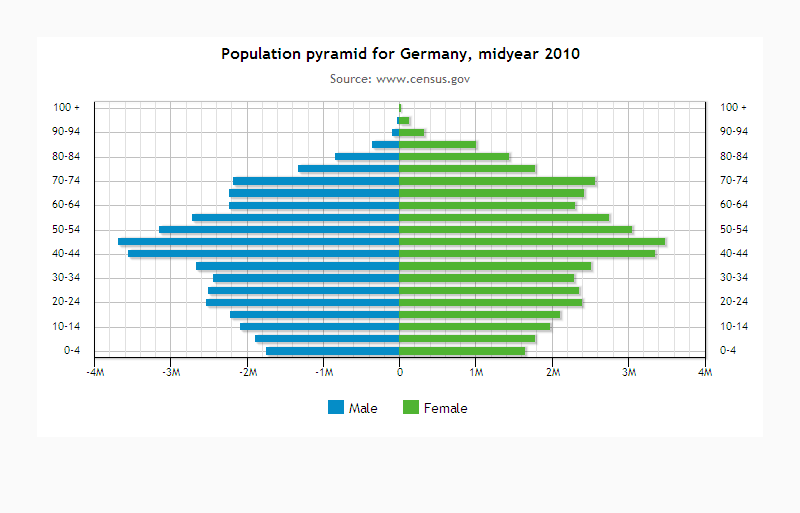 Population pyramid for Germany, midyear 2010
Source: www.census.gov
100 + 100 +
90-94 90-94
80-84 80-84
70-74 70-74
60-64 60-64
50-54 50-54
40-44 40-44
30-34 30-34
20-24 20-24
10-14 10-14
0-4 0-4
-4M -3M -2M -1M 0 1M 2M 3M 4M
Male Female